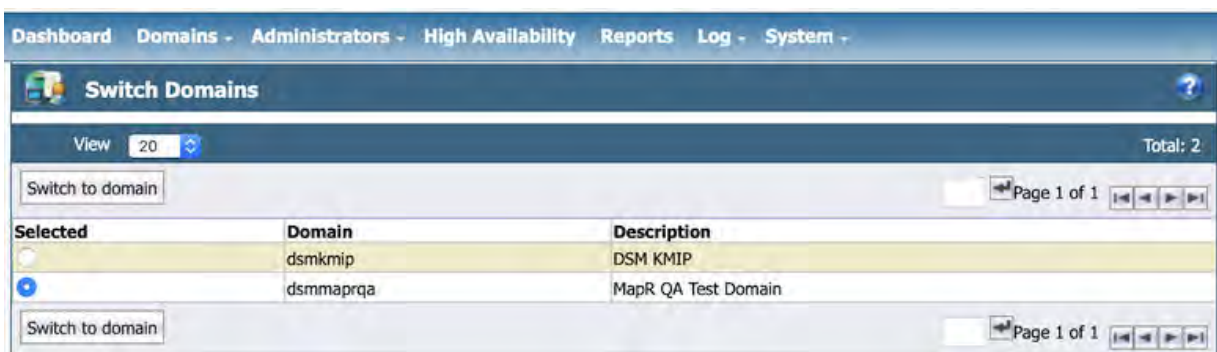 Dashboard Domains Administrators High Availability Reports Log System
Switch Domains ?
View 20 Total: 2
Switch to domain Page 1 of 1
Selected Domain Description
dsmkmip DSM KMIP
dsmmaprqa MapR QA Test Domain
Switch to domain Page 1 of 1